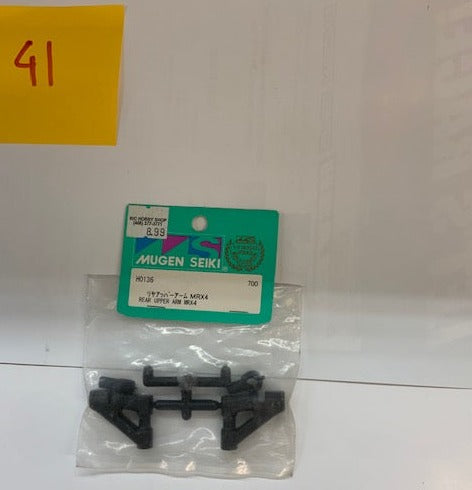 41
RIC HOBBY SHOP
8.99
MUGEN SEIKI
H0136 700
リヤアッパーアーム MRX4
REAR UPPER ARM MRX4